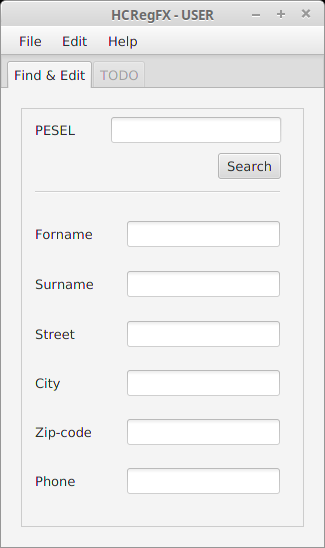 HCRegFX - USER
File Edit Help
Find & Edit TODO
PESEL
Search
Forname
Surname
Street
City
Zip-code
Phone